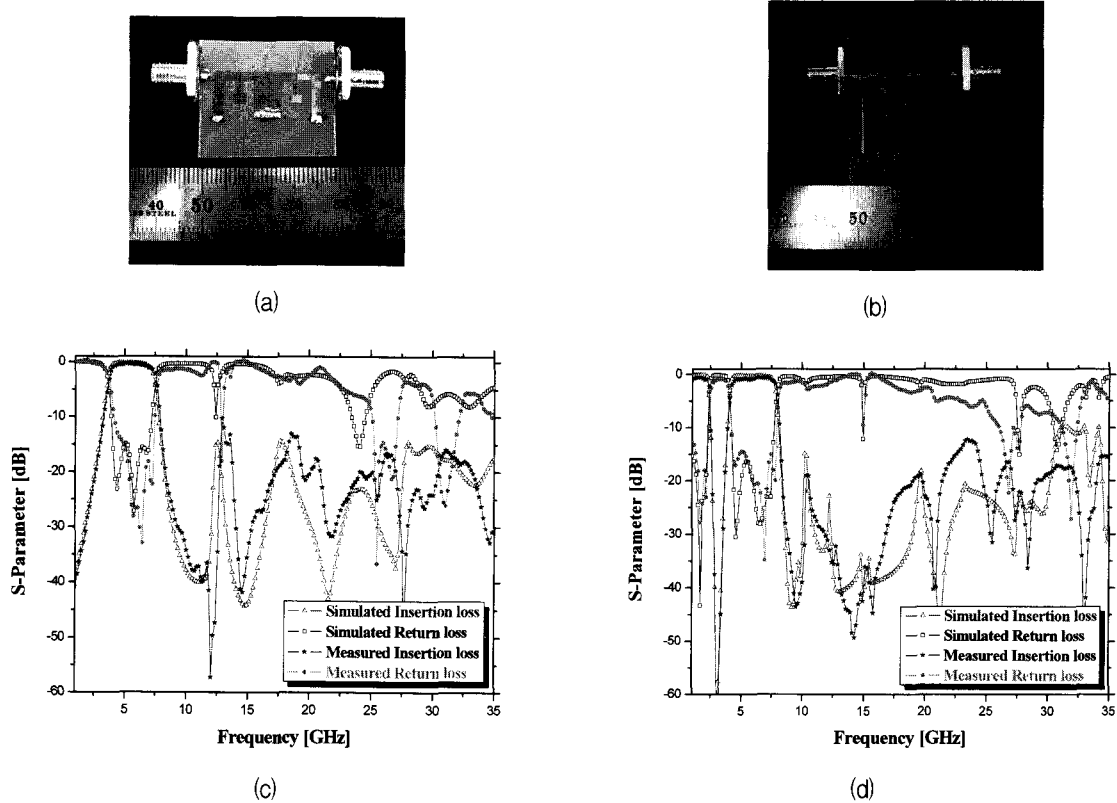 40
STEEL
50
50
(a)
(b)
0
-10
-20
-30
-40
-50
-60
S-Parameter [dB]
Simulated Insertion loss
Simulated Return loss
Measured Insertion loss
Measured Return loss
5
10
15
20
25
30
35
Frequency [GHz]
(c)
0
-10
-20
-30
-40
-50
-60
S-Parameter [dB]
Simulated Insertion loss
Simulated Return loss
Measured Insertion loss
Measured Return loss
5
10
15
20
25
30
35
Frequency [GHz]
(d)